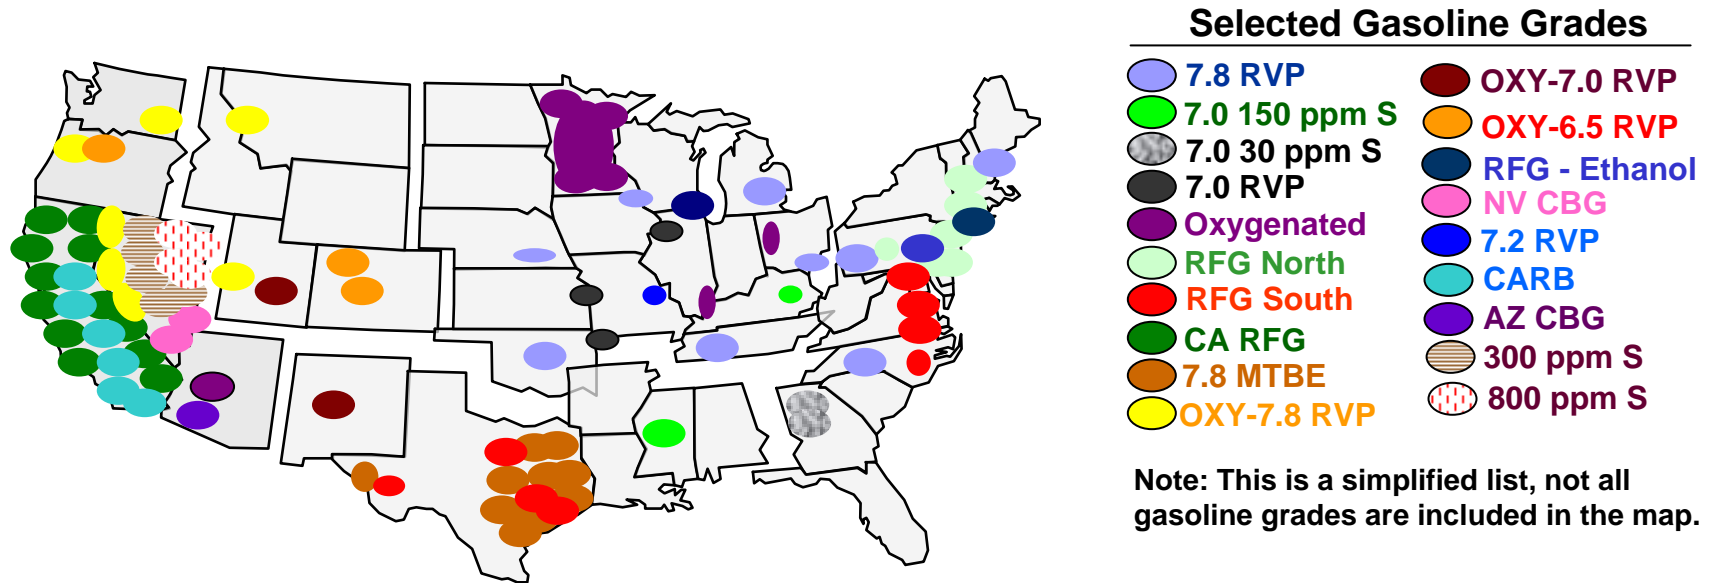 Selected Gasoline Grades
7.8 RVP
7.0 150 ppm S
7.0 30 ppm S
7.0 RVP
Oxygenated
RFG North
RFG South
CA RFG
7.8 MTBE
OXY-7.8 RVP
OXY-7.0 RVP
OXY-6.5 RVP
RFG - Ethanol
NV CBG
7.2 RVP
CARB
AZ CBG
300 ppm S
800 ppm S
Note: This is a simplified list, not all
gasoline grades are included in the map.